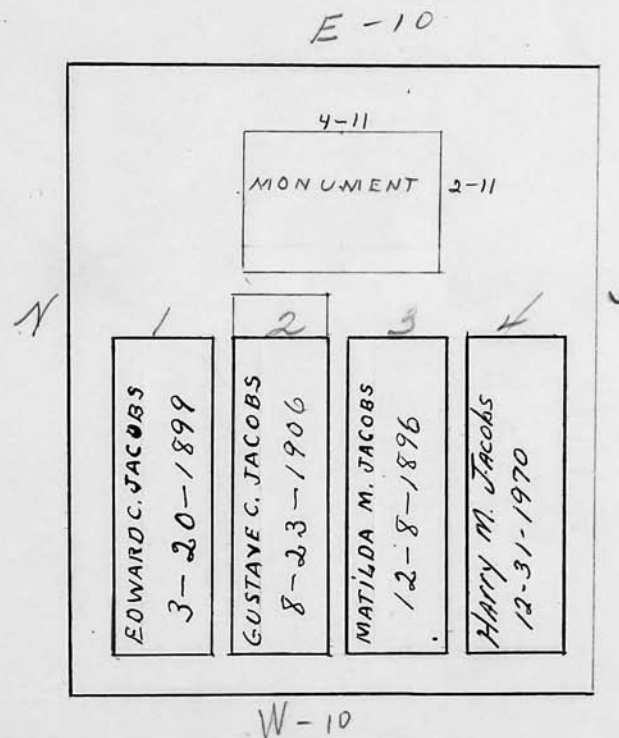 E - 10
4-11
MONUMENT
2-11
N
1
2
3
4
EDWARD C. JACOBS
3-20-1899
GUSTAVE C. JACOBS
8-23-1906
MATILDA M. JACOBS
12-8-1896
HARRY M. JACOBS
12-31-1970
W - 10